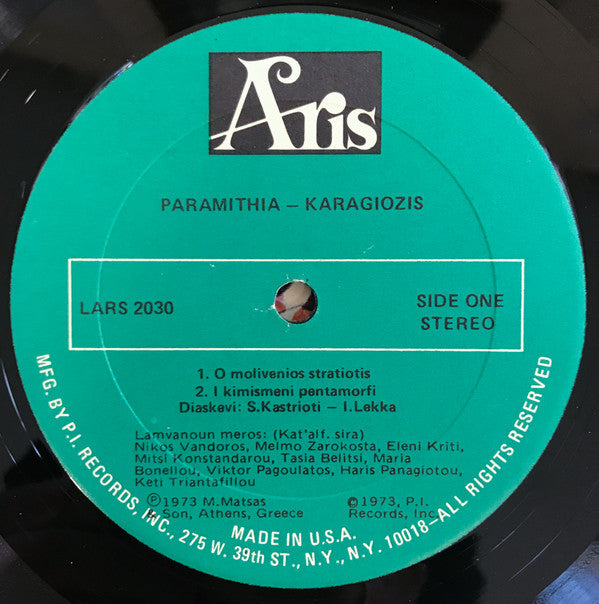 Aris
PARAMITHIA – KARAGIOZIS
LARS 2030
SIDE ONE
STEREO
1. O molivenios stratiotis
2. I kimismeni pentamorfi
Diaskevi: S.Kastrioti – I.Lekka
Lamvanoun meros: (Kat'alf. sira)
Nikos Vandoros, Melmo Zarokosta, Eleni Kriti,
Mitsi Konstandarou, Tasia Belitsi, Maria
Bonellou, Viktor Pagoulatos, Haris Panagiotou,
Keti Triantafillou
Ⓟ1973 M.Matsas
& Son, Athens, Greece
©1973, P.I.
Records, Inc.
MADE IN U.S.A.
MFG. BY P.I. RECORDS, INC., 275 W. 39th ST., N.Y., N.Y. 10018–ALL RIGHTS RESERVED